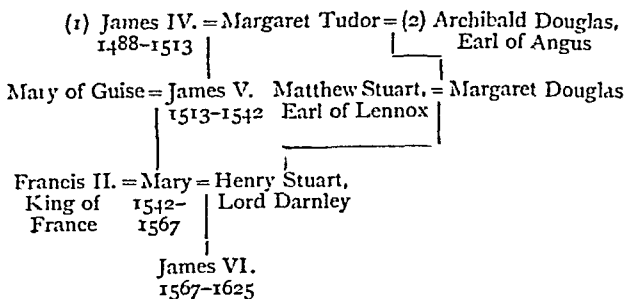 (1) James IV. = Margaret Tudor = (2) Archibald Douglas,
1488–1513 Earl of Angus
Mary of Guise = James V. Matthew Stuart, = Margaret Douglas
1513–1542 Earl of Lennox
Francis II. = Mary = Henry Stuart,
King of 1542– Lord Darnley
France 1567
James VI.
1567–1625